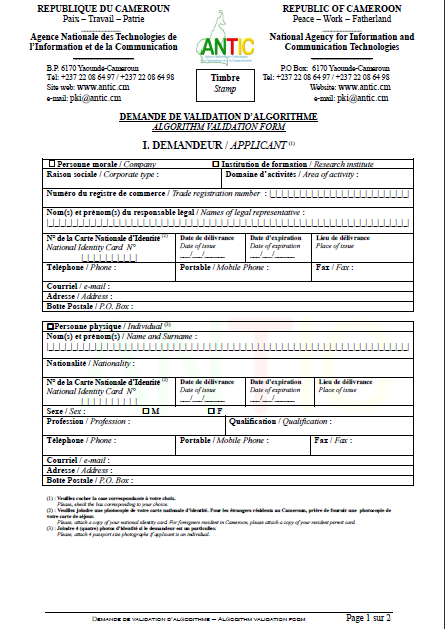 REPUBLIQUE DU CAMEROUN
Paix – Travail – Patrie
Agence Nationale des Technologies de
l'Information et de la Communication
B.P. 6170 Yaoundé-Cameroun
Tel: +237 22 08 64 97 / +237 22 08 64 98
Site web: www.antic.cm
e-mail: pki@antic.cm
ANTIC
Timbre
Stamp
REPUBLIC OF CAMEROON
Peace – Work – Fatherland
National Agency for Information and
Communication Technologies
P.O Box: 6170 Yaounde-Cameroon
Tel: +237 22 08 64 97 / +237 22 08 64 98
Website: www.antic.cm
e-mail: pki@antic.cm
DEMANDE DE VALIDATION D'ALGORITHME
ALGORITHM VALIDATION FORM
I. DEMANDEUR / APPLICANT (1)
Personne morale / Company Institution de formation / Research institute
Raison sociale / Corporate type : Domaine d'activités / Area of activity :
Numéro du registre de commerce / Trade registration number :
Nom(s) et prénom(s) du responsable légal / Names of legal representative :
N° de la Carte Nationale d'Identité (2) Date de délivrance Date d'expiration Lieu de délivrance
National Identity Card N° Date of issue Date of expiration Place of issue
__/__/____ __/__/____
Téléphone / Phone : Portable / Mobile Phone : Fax / Fax :
Courriel / e-mail :
Adresse / Address :
Boîte Postale / P.O. Box :
Personne physique / Individual (3)
Nom(s) et prénom(s) / Name and Surname :
Nationalité / Nationality :
N° de la Carte Nationale d'Identité (2) Date de délivrance Date d'expiration Lieu de délivrance
National Identity Card N° Date of issue Date of expiration Place of issue
__/__/____ __/__/____
Sexe / Sex : M F
Profession / Profession : Qualification / Qualification :
Téléphone / Phone : Portable / Mobile Phone : Fax / Fax :
Courriel / e-mail :
Adresse / Address :
Boîte Postale / P.O. Box :
(1) : Veuillez cocher la case correspondante à votre choix.
Please, check the box corresponding to your choice.
(2) : Veuillez joindre une photocopie de votre carte nationale d'identité. Pour les étrangers résidents au Cameroun, prière de fournir une photocopie de
votre carte de séjour.
Please, attach a copy of your national identity card. For foreigners resident in Cameroon, please attach a copy of your resident permit card.
(3) : Joindre 4 (quatre) photos d'identité si le demandeur est un particulier.
Please, attach 4 passport size photographs if applicant is an individual.
DEMANDE DE VALIDATION D'ALGORITHME – ALGORITHM VALIDATION FOOM Page 1 sur 2